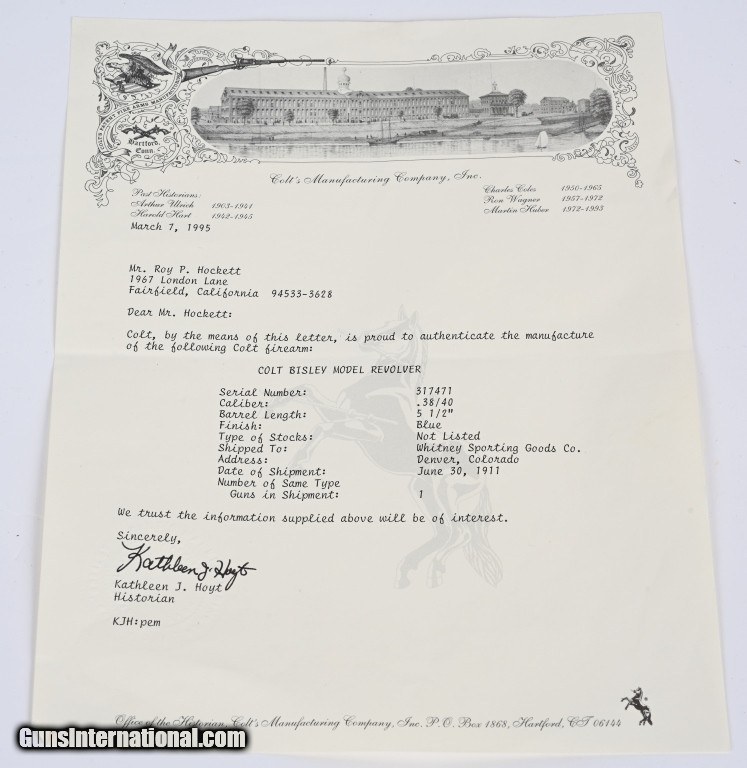 Hartford,
Conn.
Colt's Manufacturing Company, Inc.
Past Historians:
Arthur Ulrich 1903-1941
Harold Hart 1942-1945
Charles Coles 1950-1965
Ron Wagner 1957-1972
Martin Huber 1972-1993
March 7, 1995
Mr. Roy P. Hockett
1967 London Lane
Fairfield, California 94533-3628
Dear Mr. Hockett:
Colt, by the means of this letter, is proud to authenticate the manufacture
of the following Colt firearm:
COLT BISLEY MODEL REVOLVER
Serial Number: 317471
Caliber: .38/40
Barrel Length: 5 1/2"
Finish: Blue
Type of Stocks: Not Listed
Shipped To: Whitney Sporting Goods Co.
Address: Denver, Colorado
Date of Shipment: June 30, 1911
Number of Same Type
Guns in Shipment: 1
We trust the information supplied above will be of interest.
Sincerely,
Kathleen J. Hoyt
Kathleen J. Hoyt
Historian
KJH:pem
Office of the Historian, Colt's Manufacturing Company, Inc. P.O. Box 1868, Hartford, CT 06144
GunsInternational.com